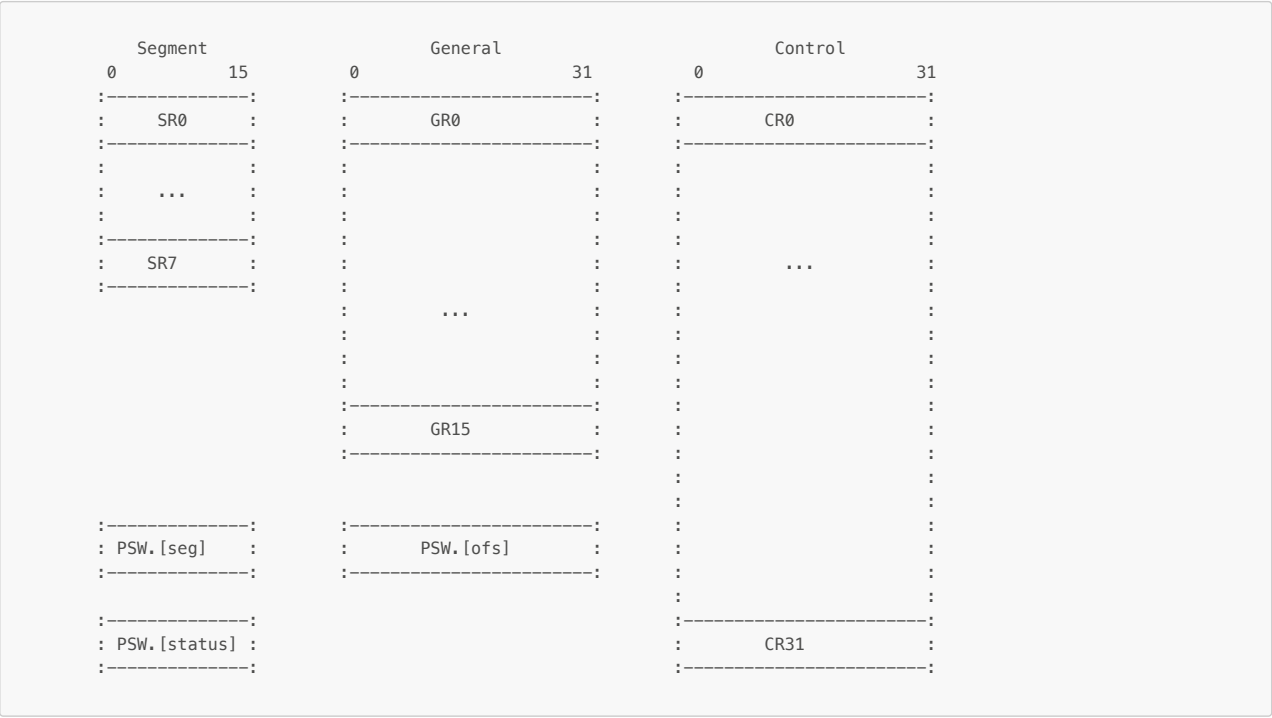 Segment General Control
0 15 0 31 0 31
:--------------: :------------------------: :------------------------:
: SR0 : : GR0 : : CR0 :
:--------------: :------------------------: :------------------------:
: : : : : :
: ... : : : : :
: : : : : :
:--------------: : : : :
: SR7 : : : : ... :
:--------------: : : : :
: ... : : :
: : : :
: : : :
: : : :
:------------------------: : :
: GR15 : : :
:------------------------: : :
: :
: :
:--------------: :------------------------: : :
: PSW.[seg] : : PSW.[ofs] : : :
:--------------: :------------------------: : :
: :
:--------------: :------------------------:
: PSW.[status] : : CR31 :
:--------------: :------------------------: